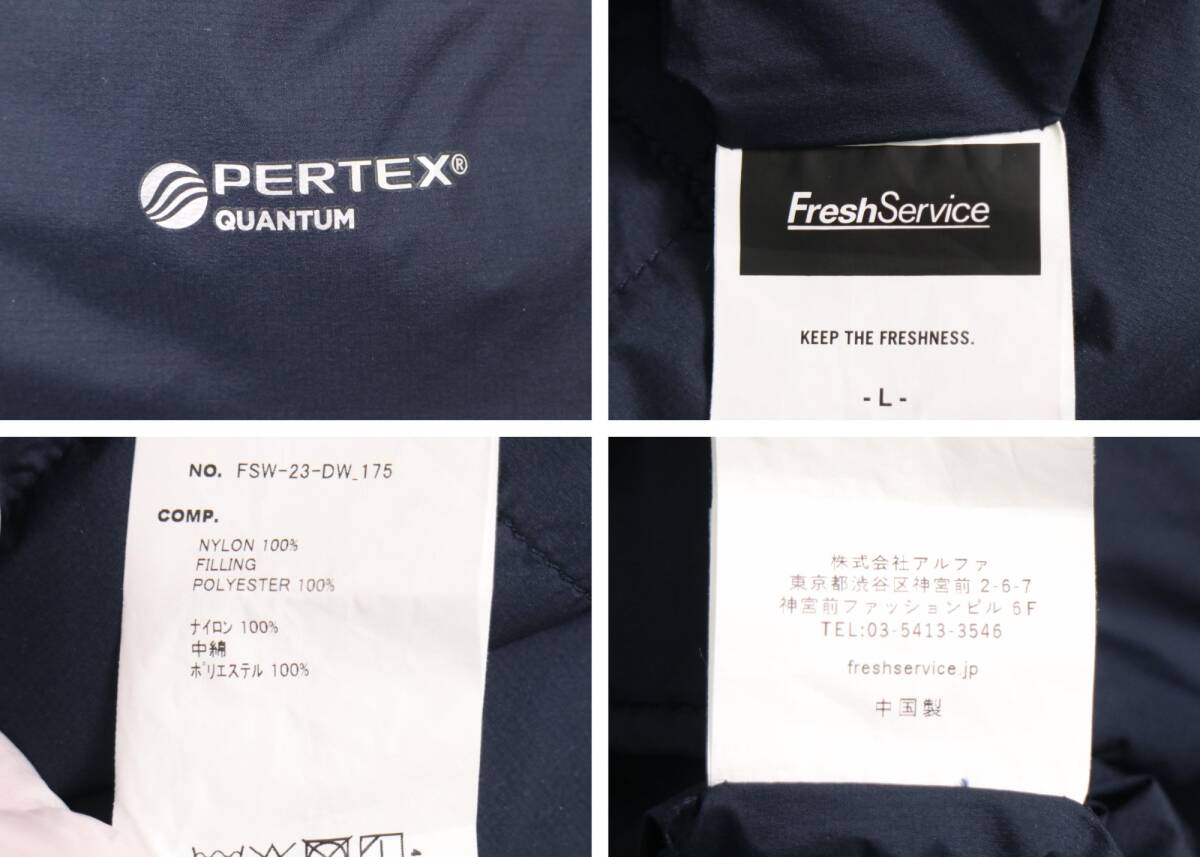 PERTEX®
QUANTUM
FreshService
KEEP THE FRESHNESS.
- L -
NO. FSW-23-DW_175
COMP.
NYLON 100%
FILLING
POLYESTER 100%
ナイロン 100%
中綿
ポリエステル 100%
株式会社アルファ
東京都渋谷区神宮前 2-6-7
神宮前ファッションビル 6F
TEL:03-5413-3546
freshservice.jp
中国製